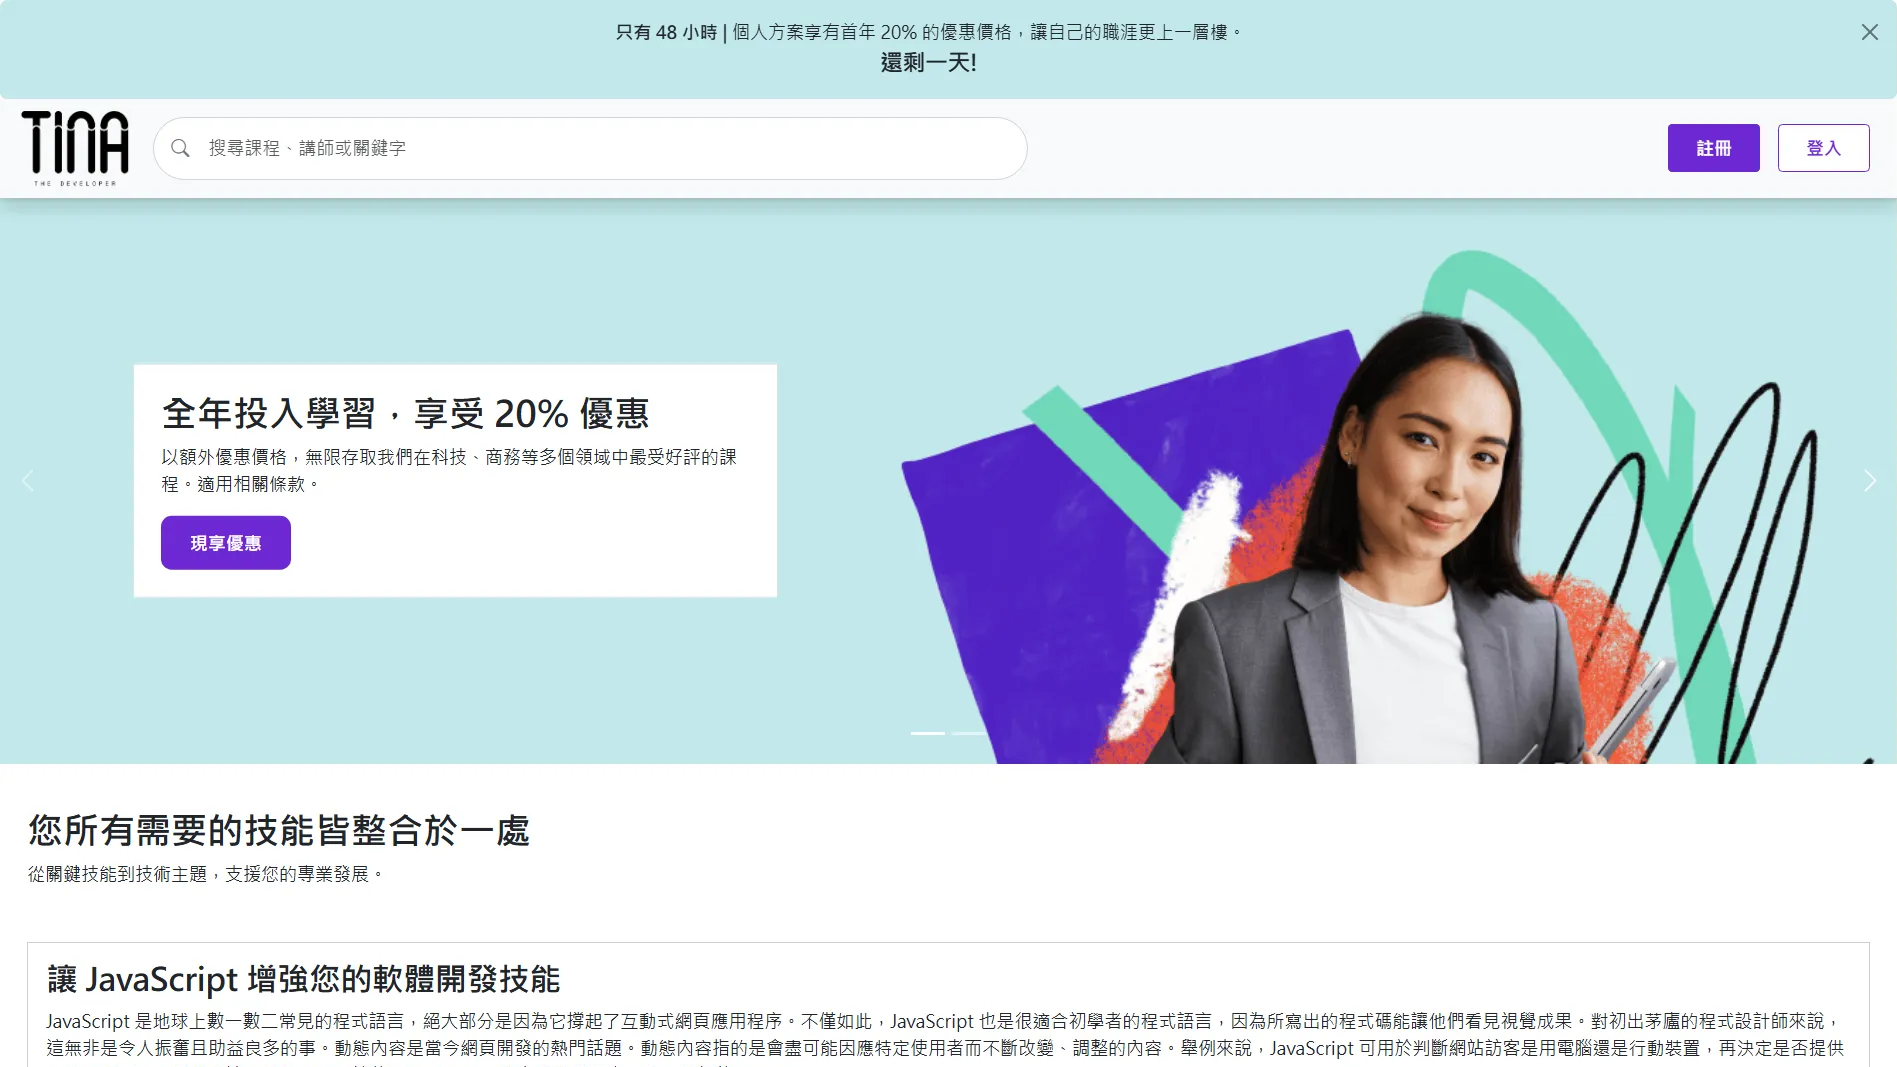 只有 48 小時 | 個人方案享有首年 20% 的優惠價格，讓自己的職涯更上一層樓。
還剩一天!
TINA
THE DEVELOPER
搜尋課程、講師或關鍵字
註冊
登入
全年投入學習，享受 20% 優惠
以額外優惠價格，無限存取我們在科技、商務等多個領域中最受好評的課
程。適用相關條款。
現享優惠
您所有需要的技能皆整合於一處
從關鍵技能到技術主題，支援您的專業發展。
讓 JavaScript 增強您的軟體開發技能
JavaScript 是地球上數一數二常見的程式語言，絕大部分是因為它撐起了互動式網頁應用程序。不僅如此，JavaScript 也是很適合初學者的程式語言，因為所寫出的程式碼能讓他們看見視覺成果。對初出茅廬的程式設計師來說，
這無非是令人振奮且助益良多的事。動態內容是當今網頁開發的熱門話題。動態內容指的是會盡可能因應特定使用者而不斷改變、調整的內容。舉例來說，JavaScript 可用於判斷網站訪客是用電腦還是行動裝置，再決定是否提供